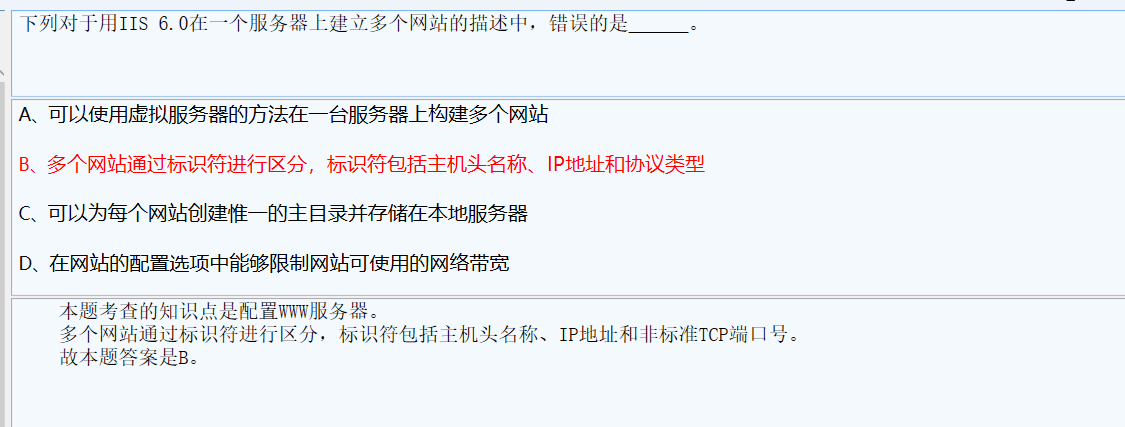 下列对于用IIS 6.0在一个服务器上建立多个网站的描述中，错误的是______。
A、可以使用虚拟服务器的方法在一台服务器上构建多个网站
B、多个网站通过标识符进行区分，标识符包括主机头名称、IP地址和协议类型
C、可以为每个网站创建惟一的主目录并存储在本地服务器
D、在网站的配置选项中能够限制网站可使用的网络带宽
本题考查的知识点是配置WWW服务器。
多个网站通过标识符进行区分，标识符包括主机头名称、IP地址和非标准TCP端口号。
故本题答案是B。